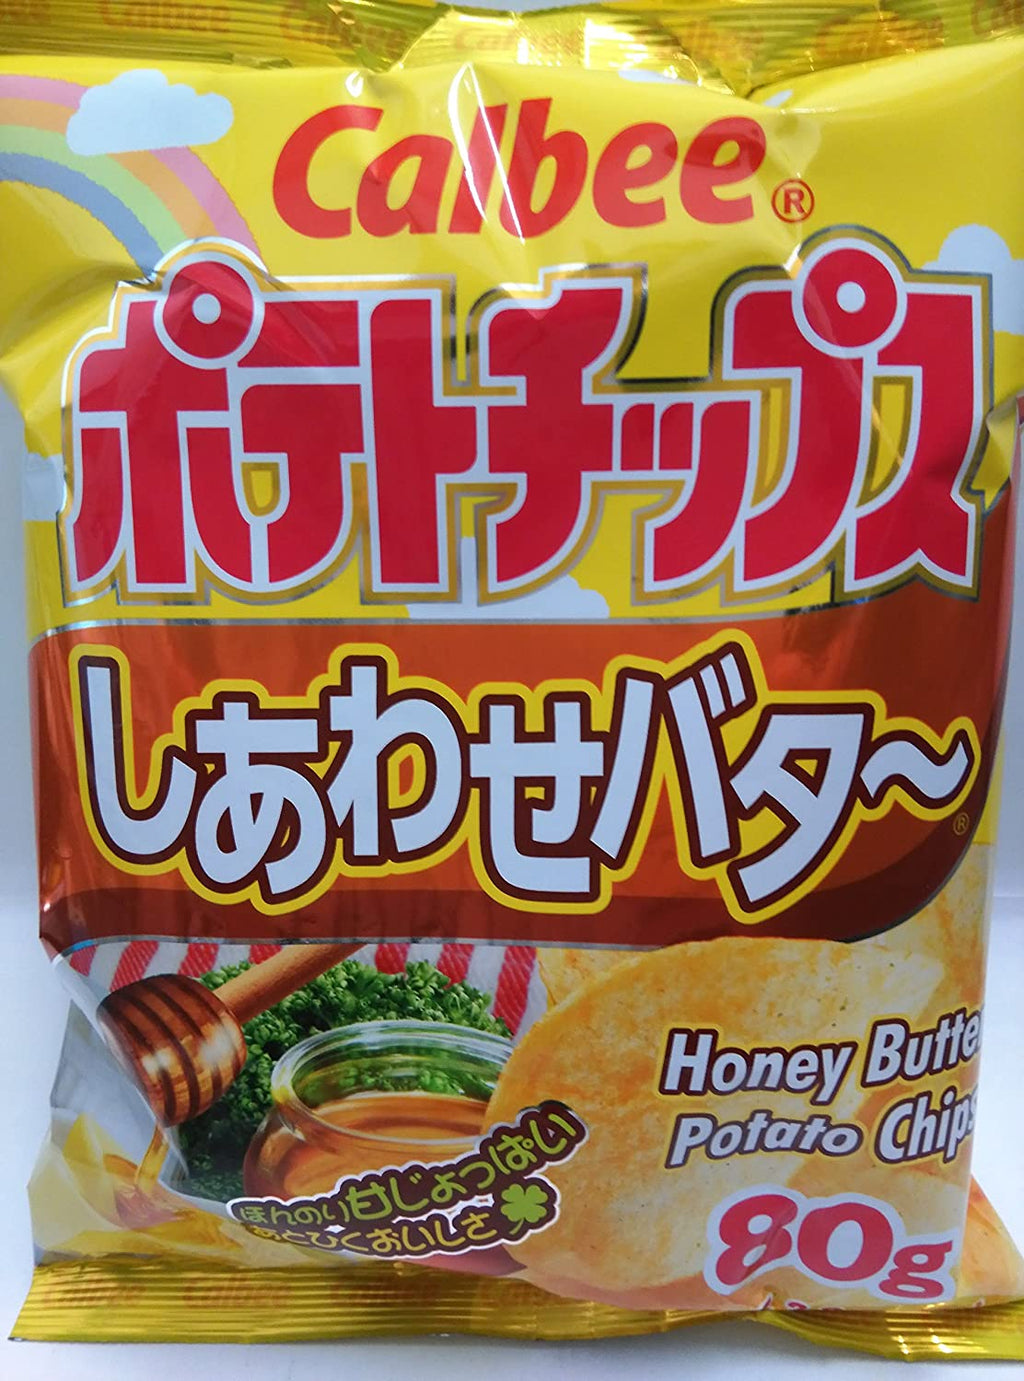 Calbee®
ポテトチップス
しあわせバタ〜®
Honey Butter
Potato Chips
ほんのり甘じょっぱい
あとひくおいしさ
80g